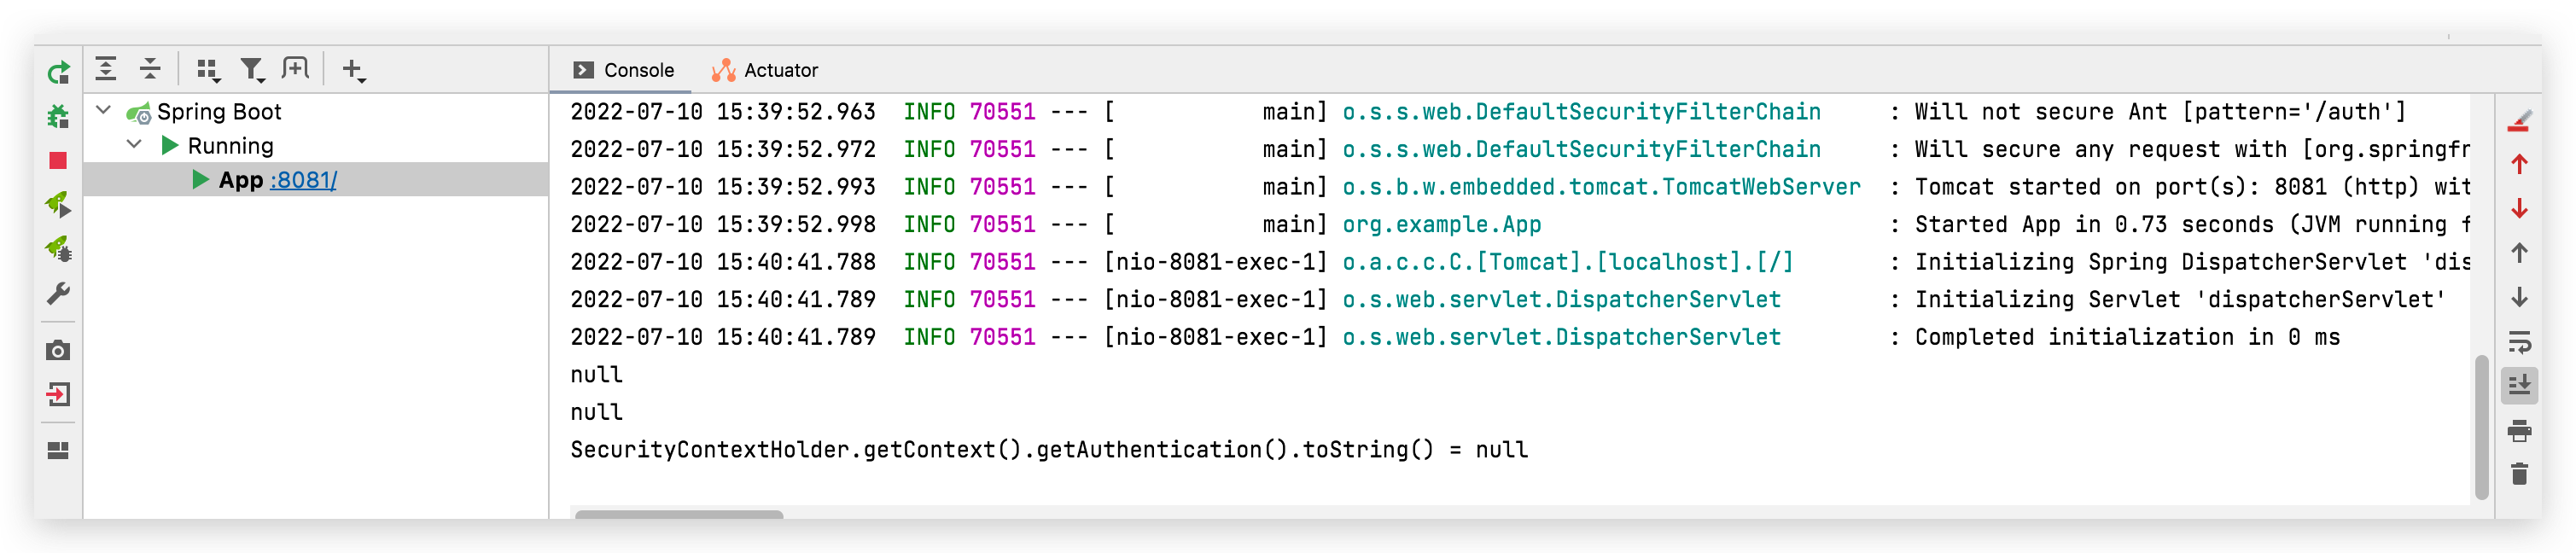 Console
Actuator
Spring Boot
Running
App :8081/
2022-07-10 15:39:52.963  INFO 70551 --- [           main] o.s.s.web.DefaultSecurityFilterChain     : Will not secure Ant [pattern='/auth']
2022-07-10 15:39:52.972  INFO 70551 --- [           main] o.s.s.web.DefaultSecurityFilterChain     : Will secure any request with [org.springfr
2022-07-10 15:39:52.993  INFO 70551 --- [           main] o.s.b.w.embedded.tomcat.TomcatWebServer  : Tomcat started on port(s): 8081 (http) wit
2022-07-10 15:39:52.998  INFO 70551 --- [           main] org.example.App                          : Started App in 0.73 seconds (JVM running f
2022-07-10 15:40:41.788  INFO 70551 --- [nio-8081-exec-1] o.a.c.c.C.[Tomcat].[localhost].[/]       : Initializing Spring DispatcherServlet 'dis
2022-07-10 15:40:41.789  INFO 70551 --- [nio-8081-exec-1] o.s.web.servlet.DispatcherServlet        : Initializing Servlet 'dispatcherServlet'
2022-07-10 15:40:41.789  INFO 70551 --- [nio-8081-exec-1] o.s.web.servlet.DispatcherServlet        : Completed initialization in 0 ms
null
null
SecurityContextHolder.getContext().getAuthentication().toString() = null